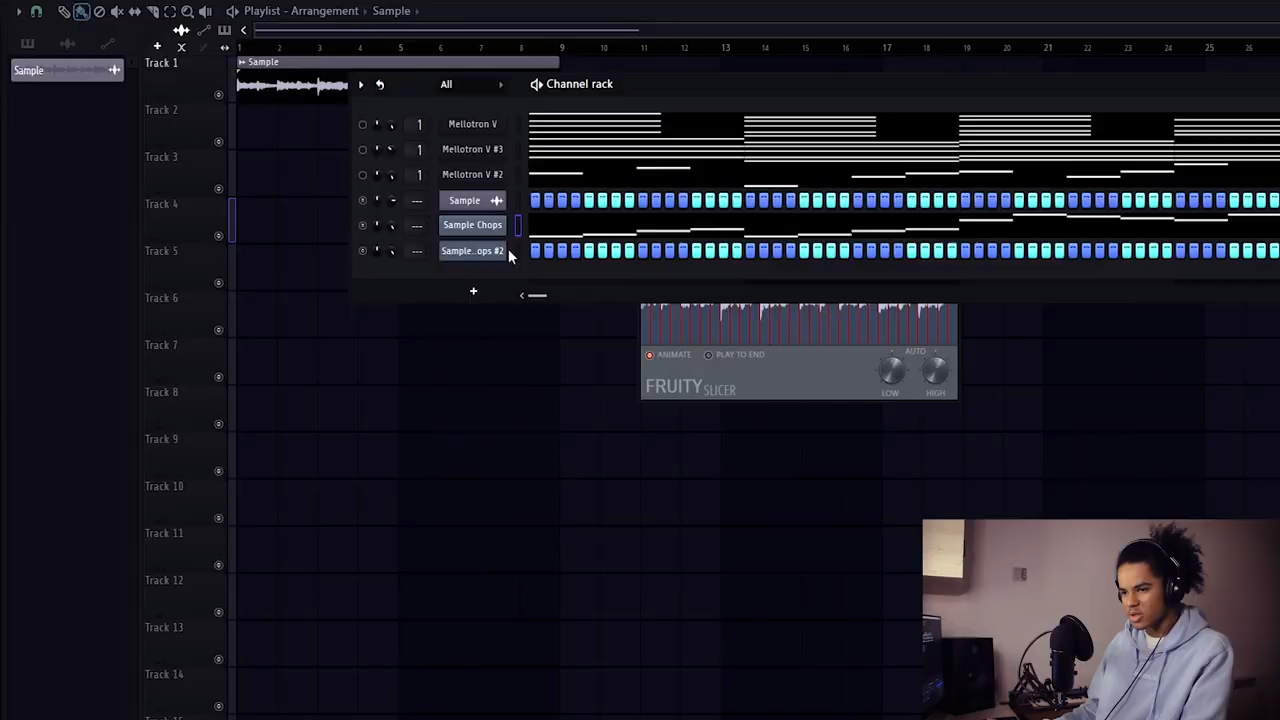 Playlist - Arrangement › Sample ›
1 2 3 4 5 6 7 8 9 10 11 12 13 14 15 16 17 18 19 20 21 22 23 24 25 26
Sample
Track 1
Sample
Track 2
Track 3
Track 4
Track 5
Track 6
Track 7
Track 8
Track 9
Track 10
Track 11
Track 12
Track 13
Track 14
All
Channel rack
1 Mellotron V
1 Mellotron V #3
1 Mellotron V #2
--- Sample
--- Sample Chops
--- Sample..ops #2
+
ANIMATE
PLAY TO END
AUTO
FRUITY SLICER
LOW
HIGH